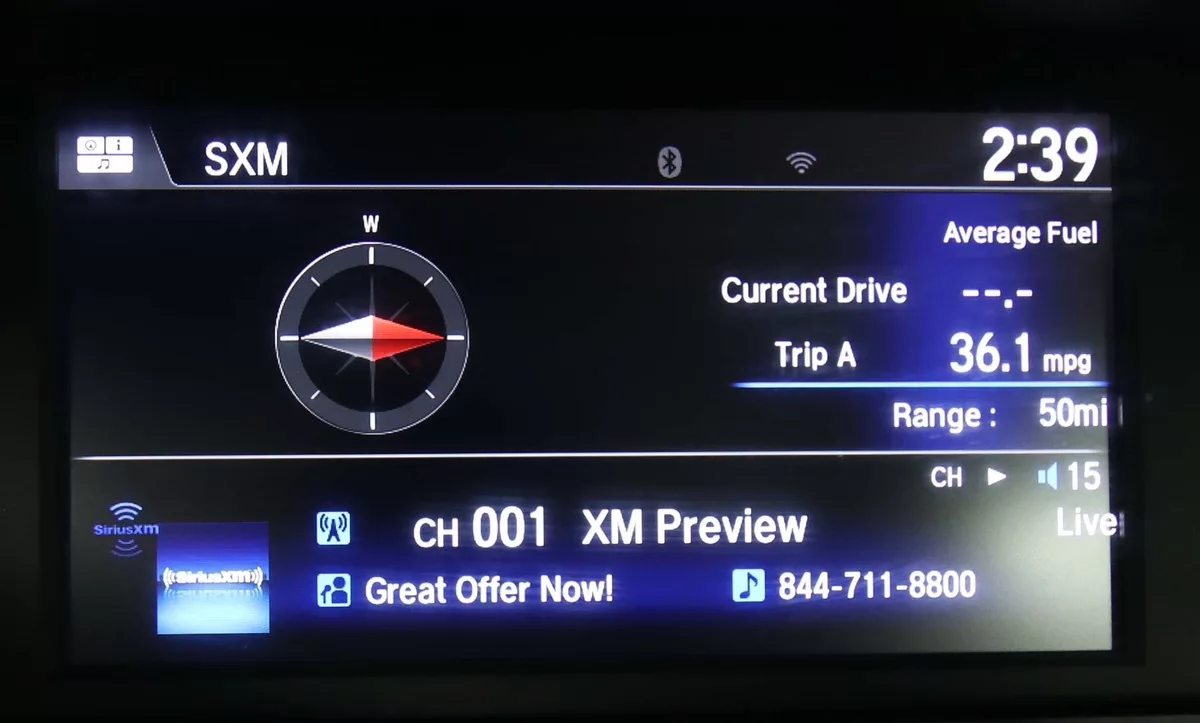 SXM 2:39
W
Average Fuel
Current Drive --.-
Trip A 36.1 mpg
Range : 50mi
CH 15
SiriusXM
CH 001 XM Preview Live
((SiriusXM))
Great Offer Now! 844-711-8800